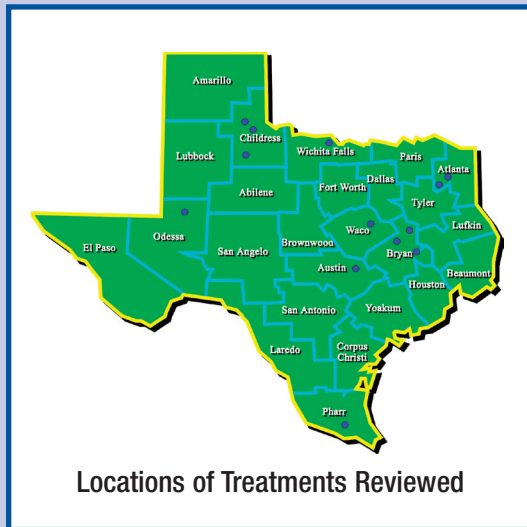 Amarillo
Childress
Wichita Falls
Paris
Atlanta
Lubbock
Dallas
Fort Worth
Abilene
Tyler
Waco
Lufkin
Odessa
El Paso
San Angelo
Brownwood
Bryan
Austin
Beaumont
Houston
San Antonio
Yoakum
Laredo
Corpus
Christi
Pharr
Locations of Treatments Reviewed